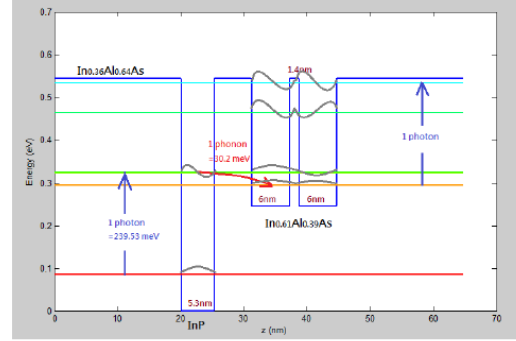 0.7
0.6
0.5
0.4
0.3
0.2
0.1
0
Energy (eV)
In0.36Al0.64As
1.4nm
1 photon
1 phonon
=30.2 meV
1 photon
=239.53 meV
6nm
6nm
In0.61Al0.39As
5.3nm
InP
0
10
20
30
40
50
60
70
z (nm)